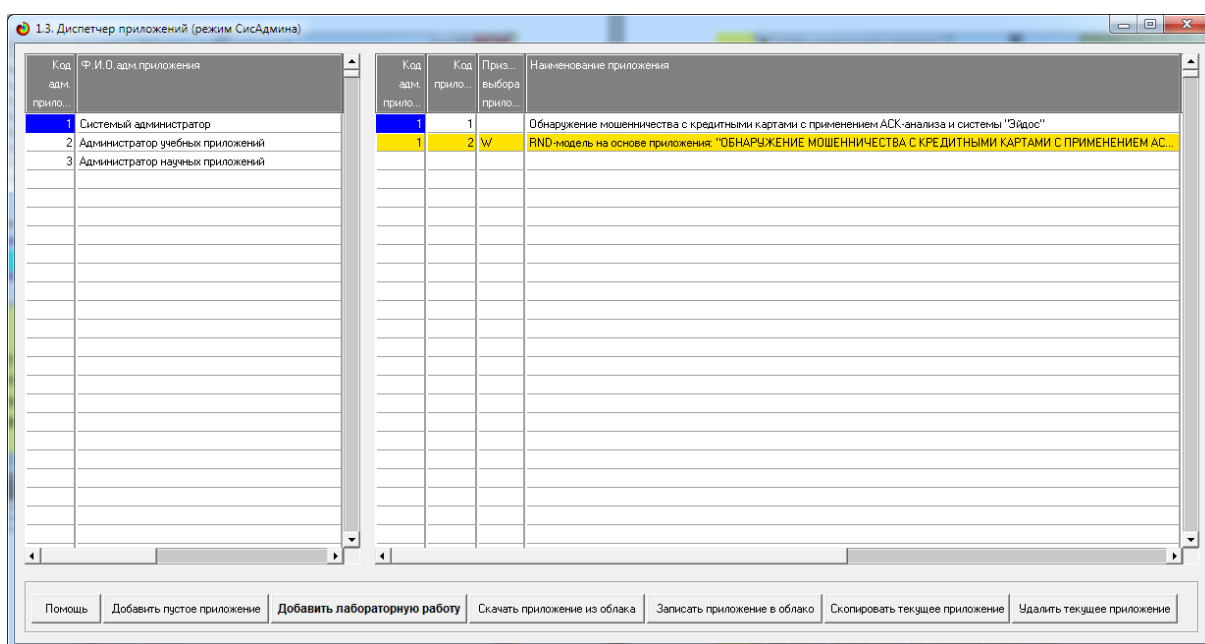 1.3. Диспетчер приложений (режим СисАдмина)
Код адм. прило... Ф.И.О.адм.приложения
1 Системый администратор
2 Администратор учебных приложений
3 Администратор научных приложений
Код адм. прило... Код прило... Приз... выбора прило... Наименование приложения
1 1 Обнаружение мошенничества с кредитными картами с применением АСК-анализа и системы "Эйдос"
1 2 W RND-модель на основе приложения: "ОБНАРУЖЕНИЕ МОШЕННИЧЕСТВА С КРЕДИТНЫМИ КАРТАМИ С ПРИМЕНЕНИЕМ АС...
Помощь Добавить пустое приложение Добавить лабораторную работу Скачать приложение из облака Записать приложение в облако Скопировать текущее приложение Удалить текущее приложение